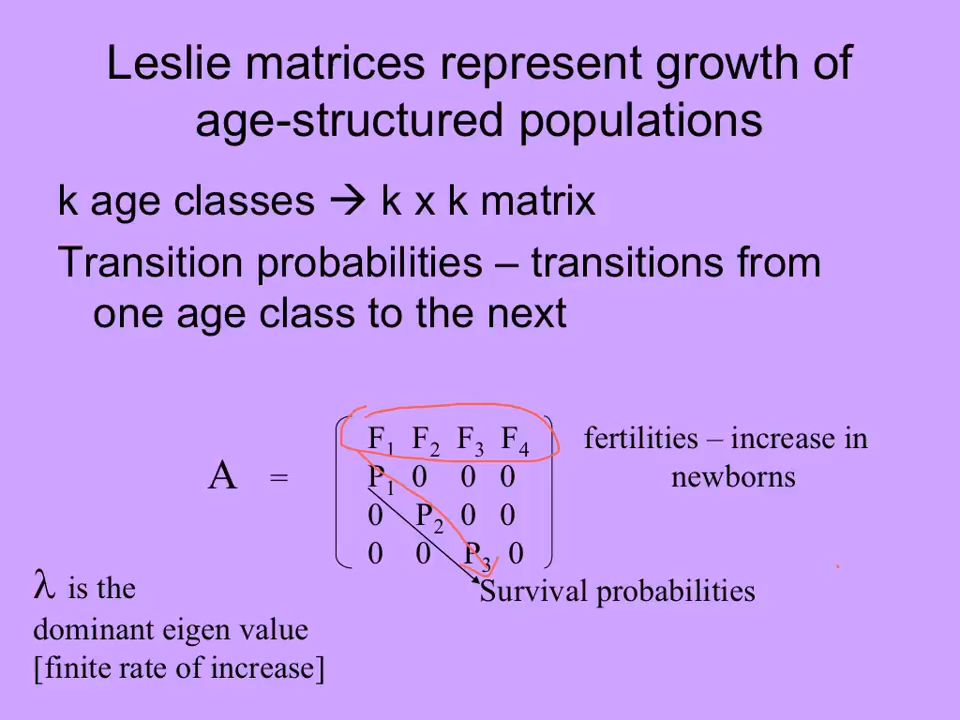 Leslie matrices represent growth of
age-structured populations
k age classes → k x k matrix
Transition probabilities – transitions from
one age class to the next
A = F₁ F₂ F₃ F₄
P₁ 0 0 0
0 P₂ 0 0
0 0 P₃ 0
fertilities – increase in
newborns
Survival probabilities
λ is the
dominant eigen value
[finite rate of increase]